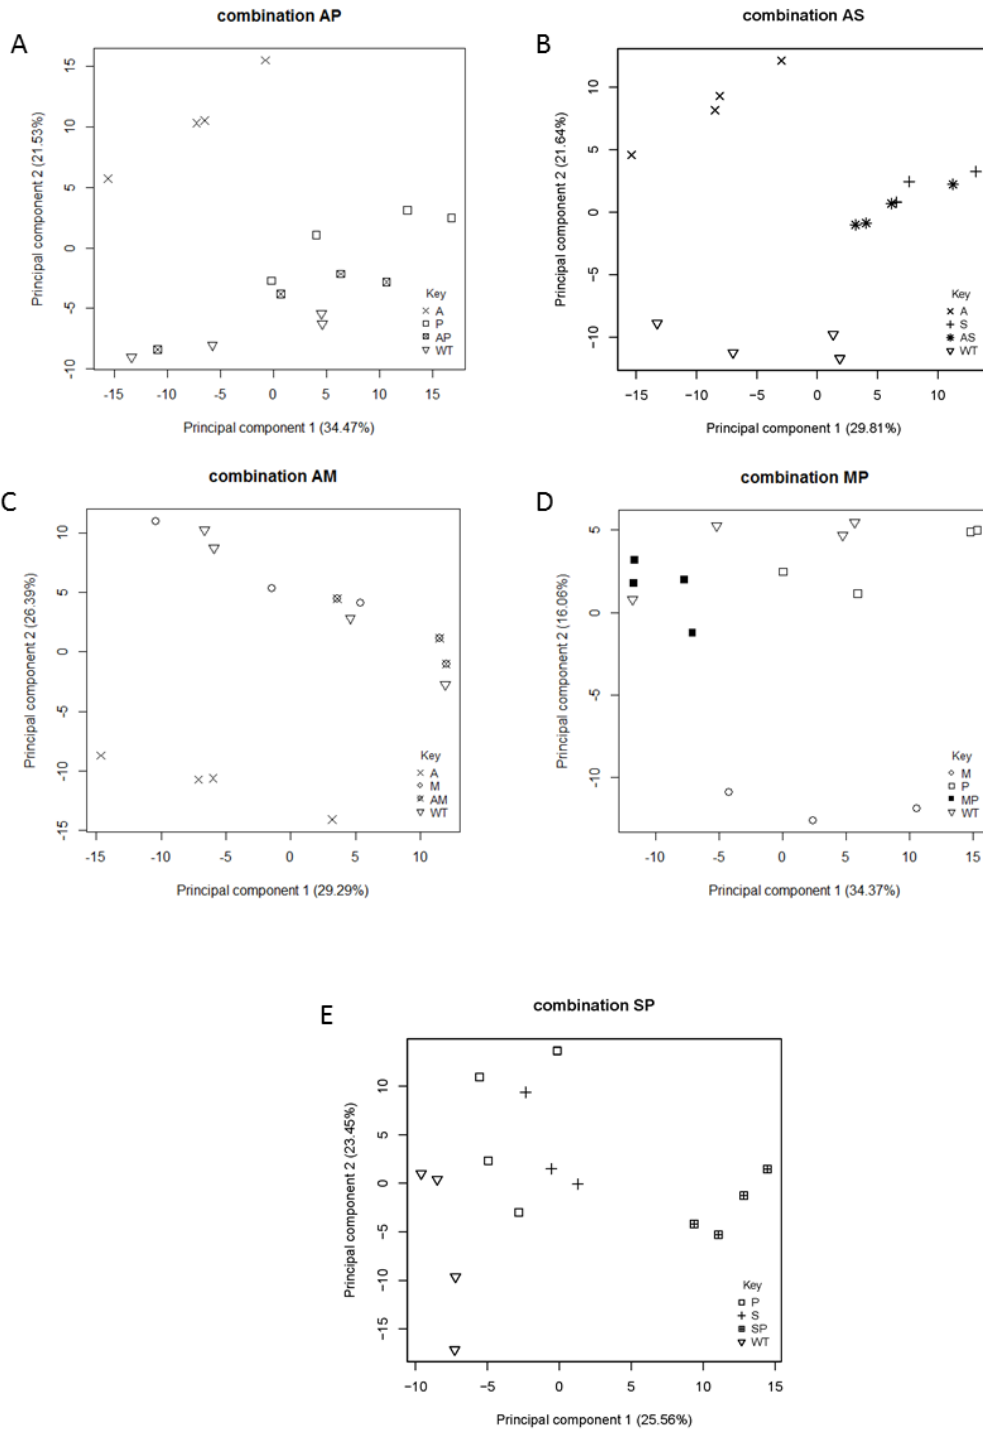 combination AP
A
15
10
5
0
-5
-10
Principal component 2 (21.53%)
Key
A
P
AP
WT
-15 -10 -5 0 5 10 15
Principal component 1 (34.47%)
combination AS
B
10
5
0
−5
−10
Principal component 2 (21.64%)
Key
A
S
AS
WT
−15 −10 −5 0 5 10
Principal component 1 (29.81%)
combination AM
C
10
5
0
-5
-10
-15
Principal component 2 (26.39%)
Key
A
M
AM
WT
-15 -10 -5 0 5 10
Principal component 1 (29.29%)
combination MP
D
5
0
-5
-10
Principal component 2 (16.06%)
Key
M
P
MP
WT
-10 -5 0 5 10 15
Principal component 1 (34.37%)
combination SP
E
10
5
0
−5
−10
−15
Principal component 2 (23.45%)
Key
P
S
SP
WT
−10 −5 0 5 10 15
Principal component 1 (25.56%)